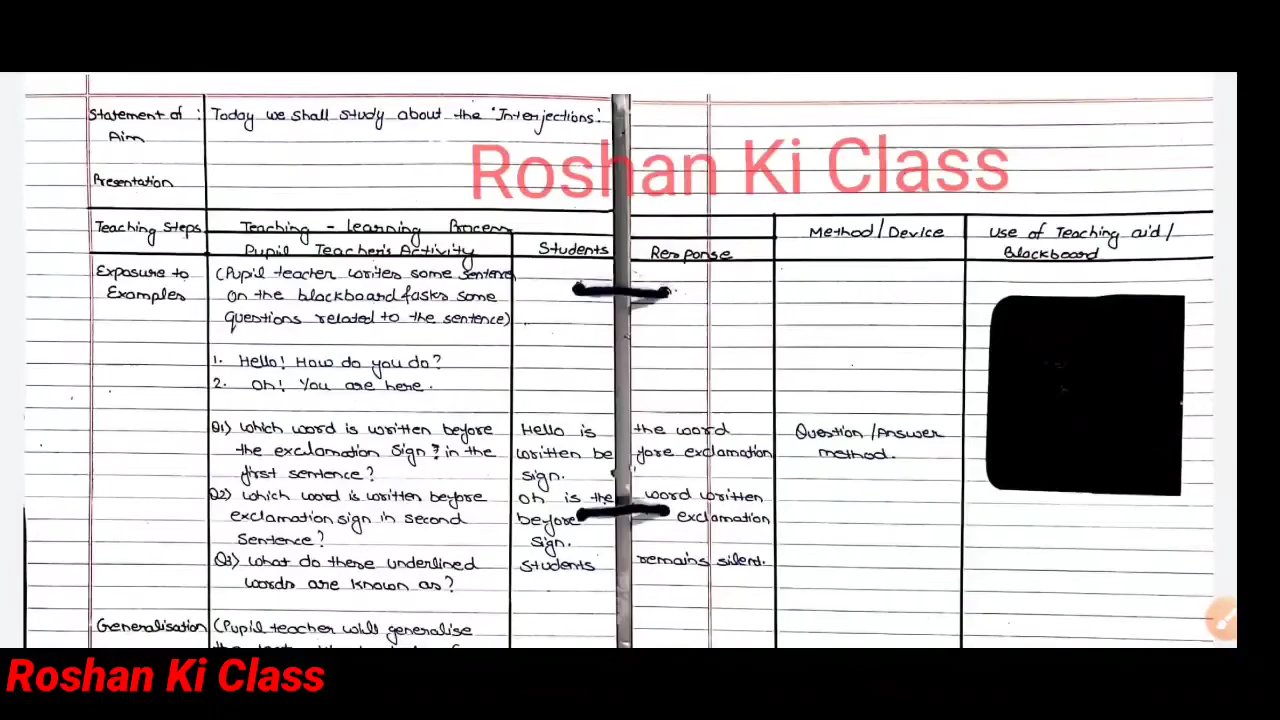 Statement of : Today we shall study about the 'Interjections'.
Aim
Roshan Ki Class
Presentation
Teaching Steps Teaching - Learning Process
Pupil Teacher's Activity Students Response Method/Device Use of Teaching aid/
Blackboard
Exposure to (Pupil teacher writes some sentence
Examples on the blackboard & asks some
questions related to the sentence)
1. Hello! How do you do?
2. Oh! You are here.
Q1) Which word is written before Hello is the word Question/Answer
the exclamation sign? in the written before exclamation method.
first sentence? sign.
Q2) Which word is written before Oh is the word written
exclamation sign in second before exclamation
Sentence? sign.
Q3) What do these underlined students remains silent.
words are known as?
Generalisation (Pupil teacher will generalise
Roshan Ki Class